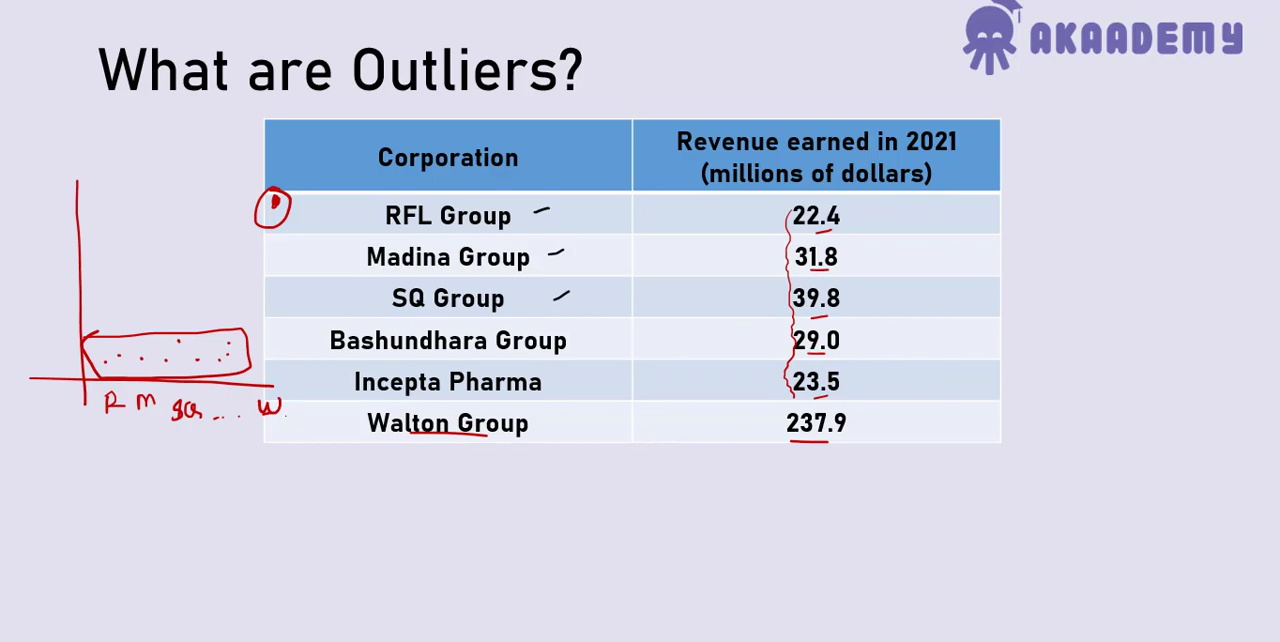 AKAADEMY
What are Outliers?
Corporation Revenue earned in 2021 (millions of dollars)
RFL Group 22.4
Madina Group 31.8
SQ Group 39.8
Bashundhara Group 29.0
Incepta Pharma 23.5
Walton Group 237.9
R M SQ ... W